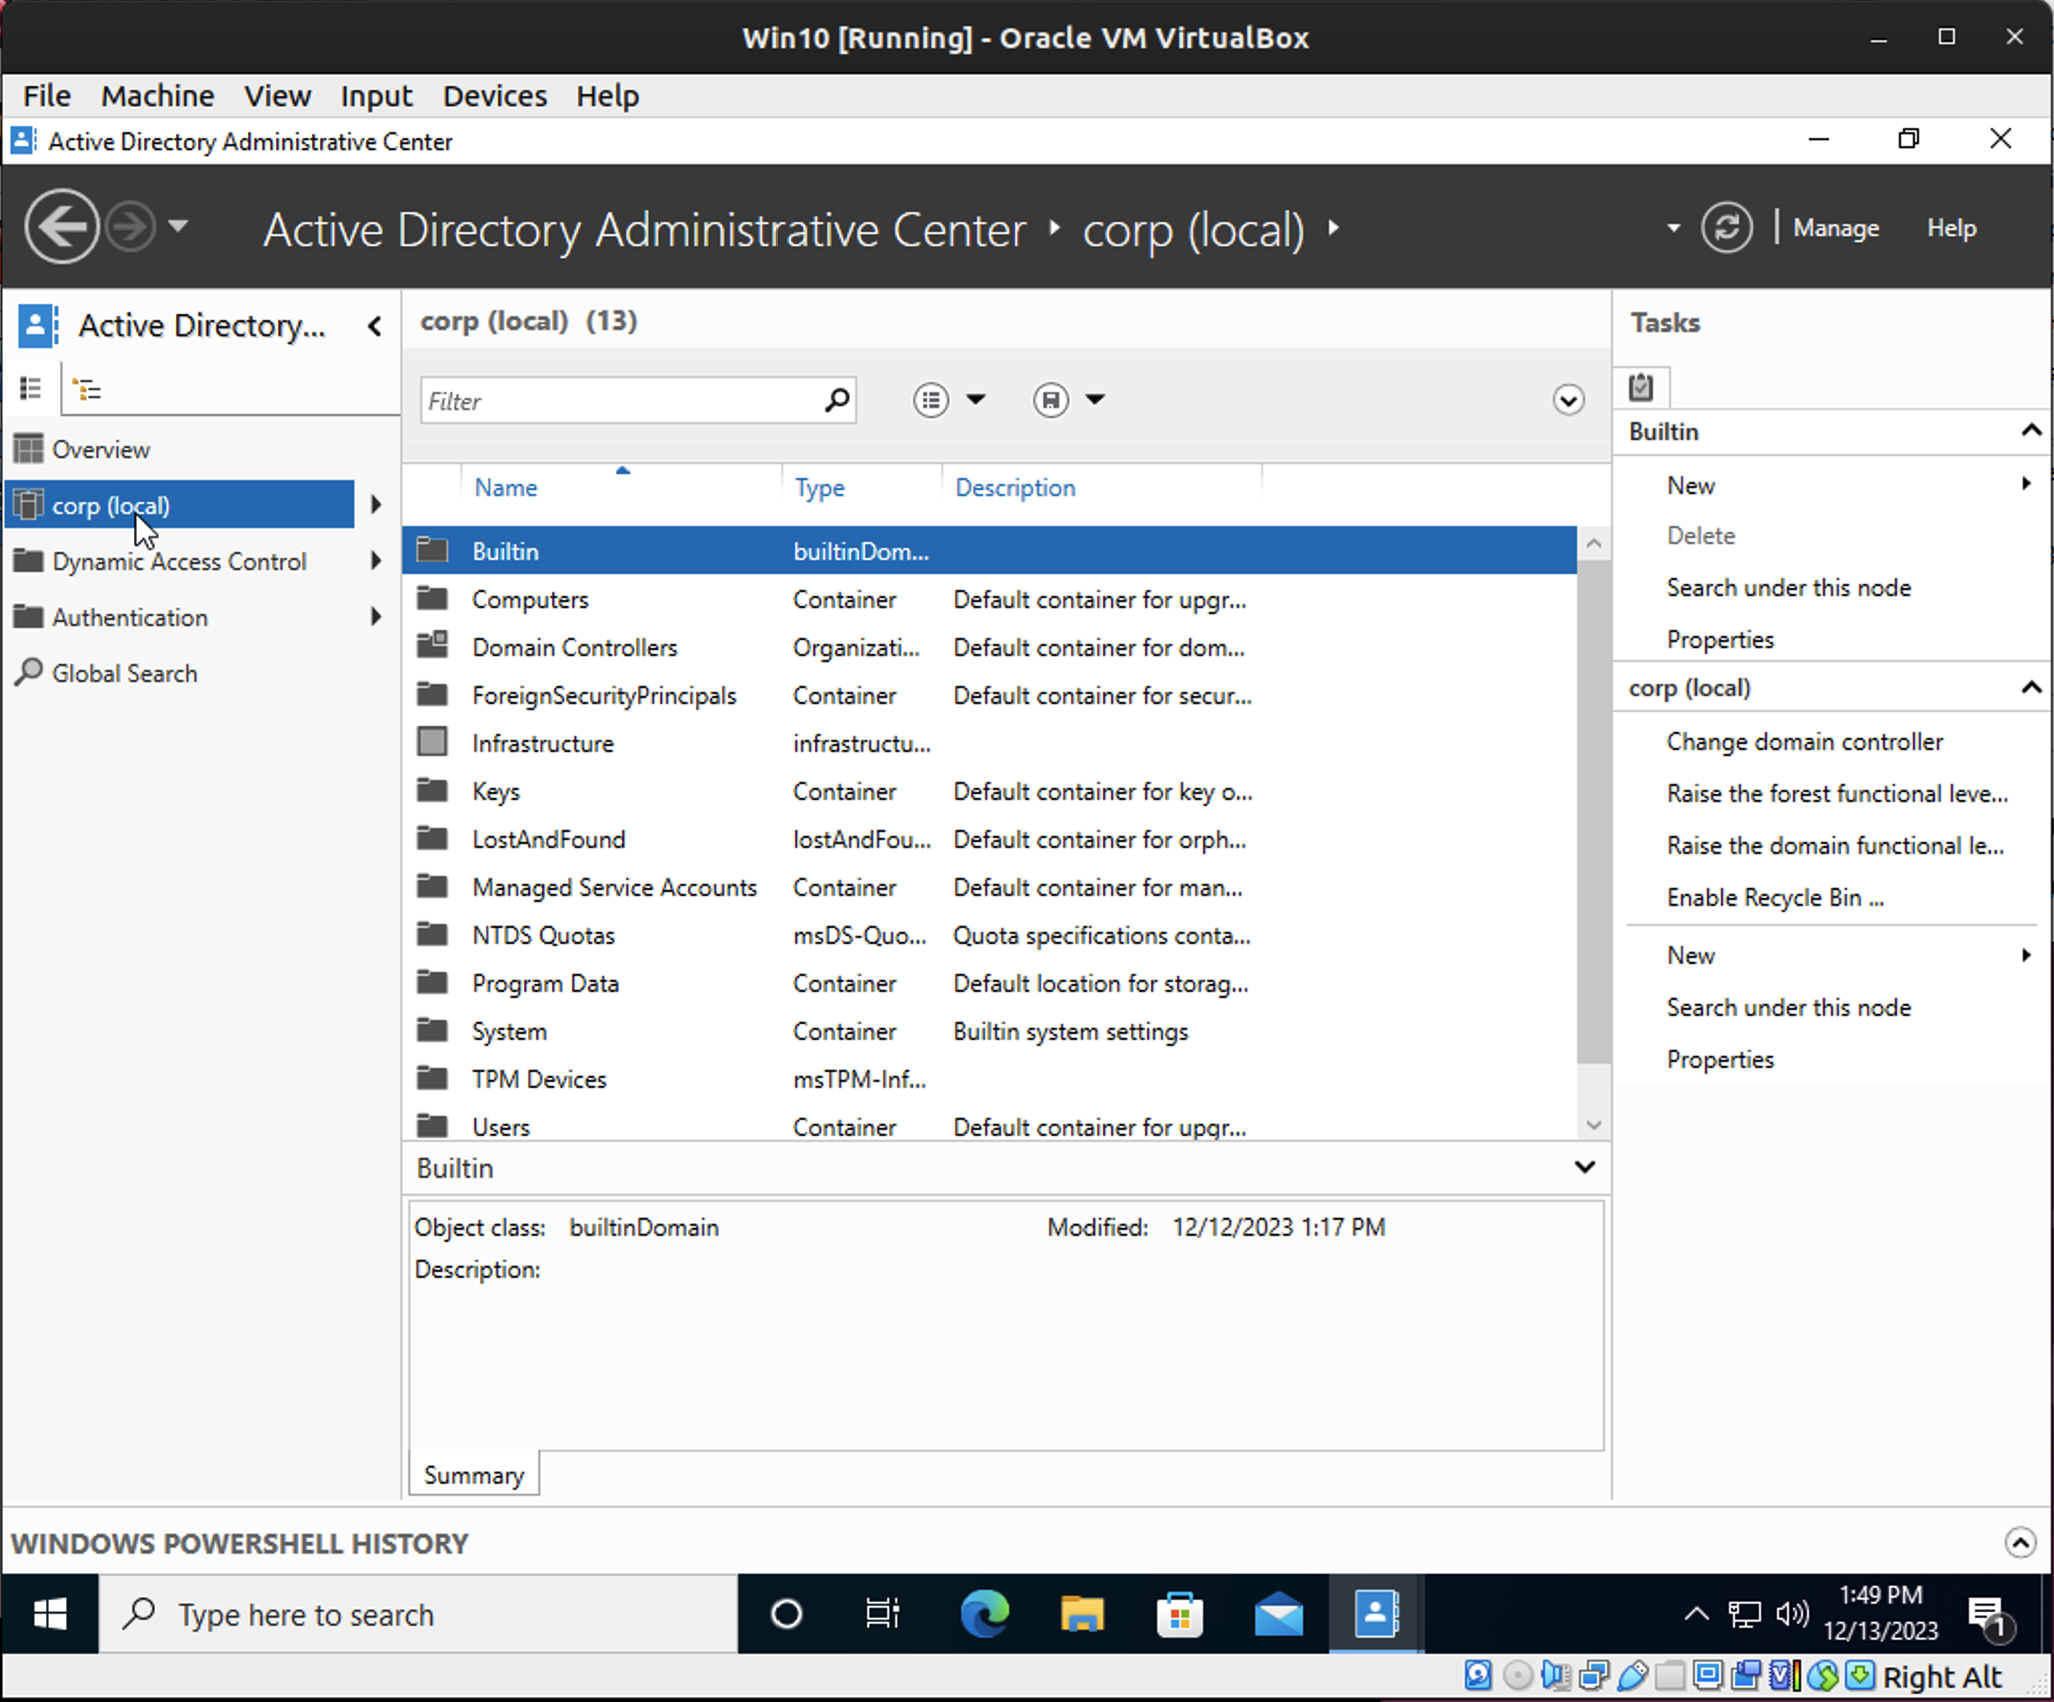 Win10 [Running] - Oracle VM VirtualBox
File Machine View Input Devices Help
Active Directory Administrative Center
Active Directory Administrative Center corp (local)
Manage Help
Active Directory...
Overview
corp (local)
Dynamic Access Control
Authentication
Global Search
corp (local) (13)
Filter
Name Type Description
Builtin builtinDom...
Computers Container Default container for upgr...
Domain Controllers Organizati... Default container for dom...
ForeignSecurityPrincipals Container Default container for secur...
Infrastructure infrastructu...
Keys Container Default container for key o...
LostAndFound lostAndFou... Default container for orph...
Managed Service Accounts Container Default container for man...
NTDS Quotas msDS-Quo... Quota specifications conta...
Program Data Container Default location for storag...
System Container Builtin system settings
TPM Devices msTPM-Inf...
Users Container Default container for upgr...
Builtin
Object class: builtinDomain Modified: 12/12/2023 1:17 PM
Description:
Summary
Tasks
Builtin
New
Delete
Search under this node
Properties
corp (local)
Change domain controller
Raise the forest functional leve...
Raise the domain functional le...
Enable Recycle Bin ...
New
Search under this node
Properties
WINDOWS POWERSHELL HISTORY
Type here to search
1:49 PM
12/13/2023
1
Right Alt